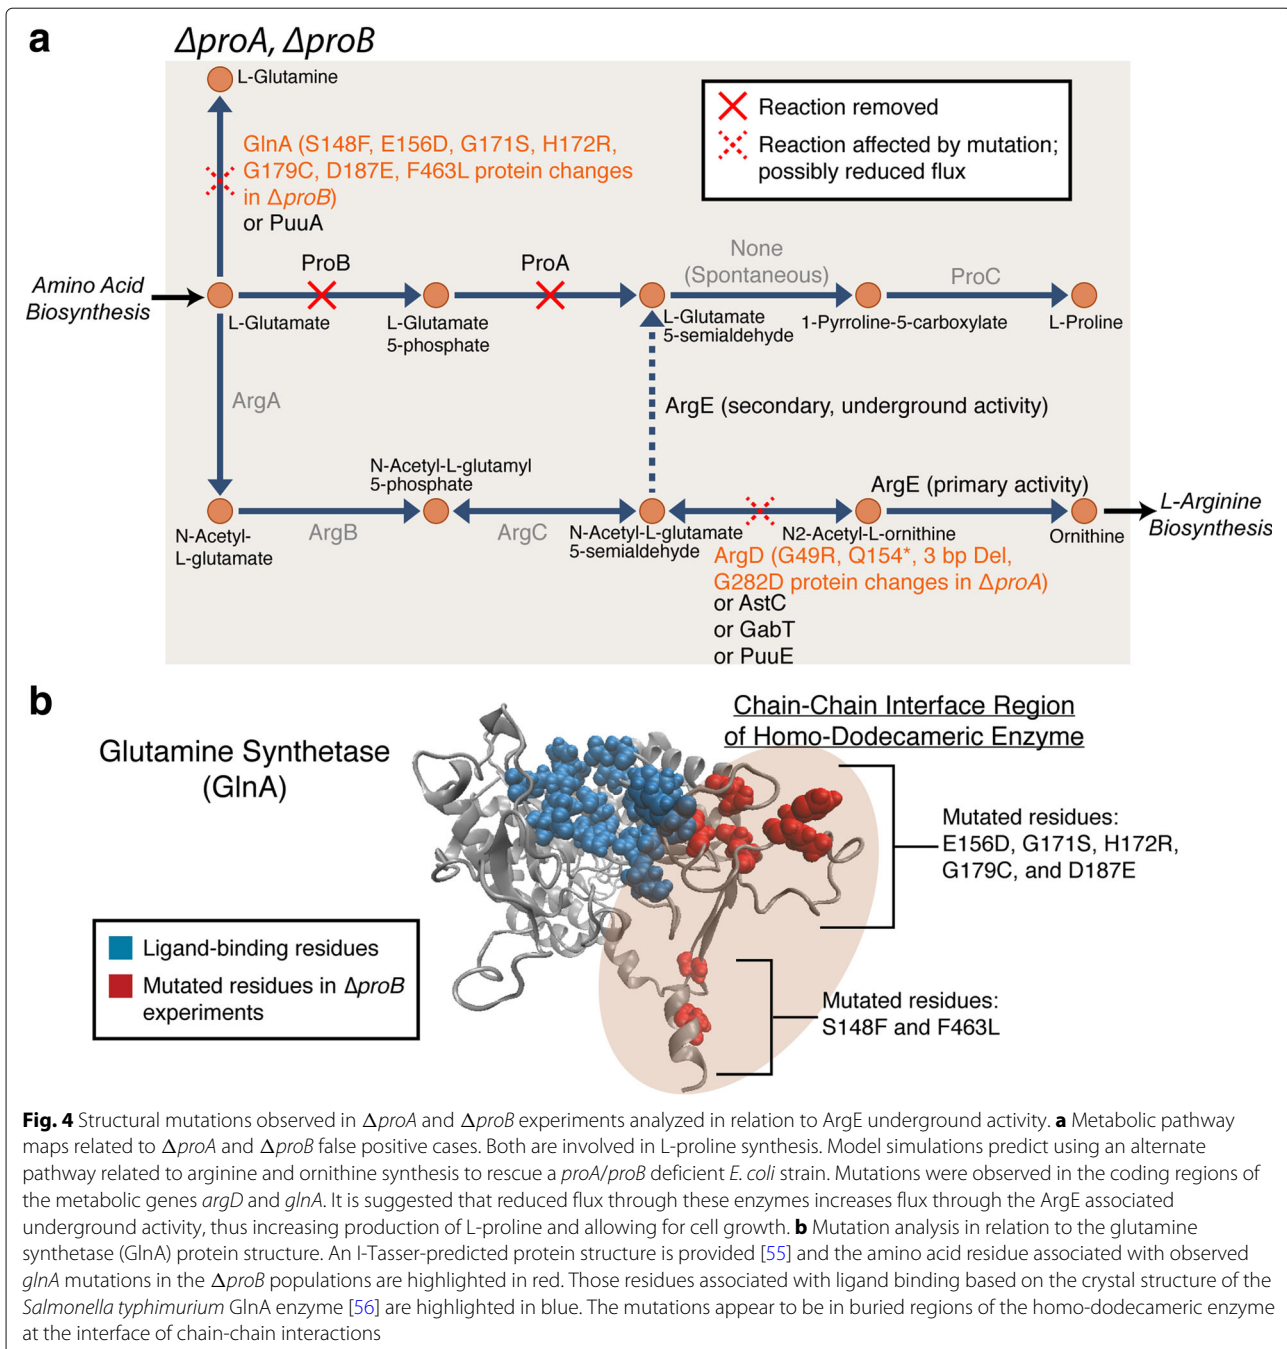 a
ΔproA, ΔproB
L-Glutamine
Reaction removed
Reaction affected by mutation;
possibly reduced flux
GlnA (S148F, E156D, G171S, H172R,
G179C, D187E, F463L protein changes
in ΔproB)
or PuuA
Amino Acid
Biosynthesis
ProB
ProA
None
(Spontaneous)
ProC
L-Glutamate
L-Glutamate
5-phosphate
L-Glutamate
5-semialdehyde
1-Pyrroline-5-carboxylate
L-Proline
ArgA
ArgE (secondary, underground activity)
N-Acetyl-L-glutamyl
5-phosphate
ArgE (primary activity)
L-Arginine
Biosynthesis
N-Acetyl-
L-glutamate
ArgB
ArgC
N-Acetyl-L-glutamate
5-semialdehyde
N2-Acetyl-L-ornithine
Ornithine
ArgD (G49R, Q154*, 3 bp Del,
G282D protein changes in ΔproA)
or AstC
or GabT
or PuuE
b
Glutamine Synthetase
(GlnA)
Chain-Chain Interface Region
of Homo-Dodecameric Enzyme
Mutated residues:
E156D, G171S, H172R,
G179C, and D187E
Ligand-binding residues
Mutated residues in ΔproB
experiments
Mutated residues:
S148F and F463L
Fig. 4 Structural mutations observed in ΔproA and ΔproB experiments analyzed in relation to ArgE underground activity. a Metabolic pathway
maps related to ΔproA and ΔproB false positive cases. Both are involved in L-proline synthesis. Model simulations predict using an alternate
pathway related to arginine and ornithine synthesis to rescue a proA/proB deficient E. coli strain. Mutations were observed in the coding regions of
the metabolic genes argD and glnA. It is suggested that reduced flux through these enzymes increases flux through the ArgE associated
underground activity, thus increasing production of L-proline and allowing for cell growth. b Mutation analysis in relation to the glutamine
synthetase (GlnA) protein structure. An I-Tasser-predicted protein structure is provided [55] and the amino acid residue associated with observed
glnA mutations in the ΔproB populations are highlighted in red. Those residues associated with ligand binding based on the crystal structure of the
Salmonella typhimurium GlnA enzyme [56] are highlighted in blue. The mutations appear to be in buried regions of the homo-dodecameric enzyme
at the interface of chain-chain interactions